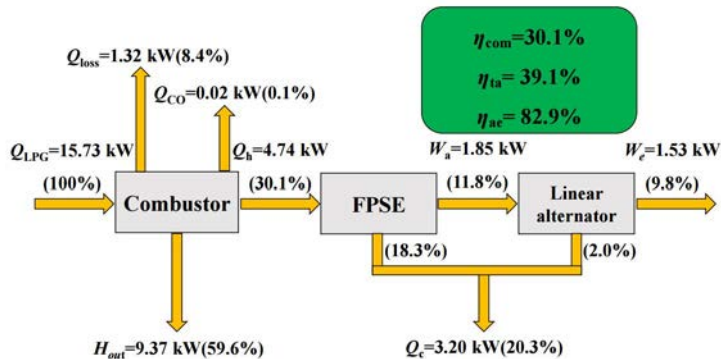 η_com=30.1%
η_ta=39.1%
η_ae=82.9%
Q_loss=1.32 kW(8.4%)
Q_CO=0.02 kW(0.1%)
Q_LPG=15.73 kW
Q_h=4.74 kW
W_a=1.85 kW
W_e=1.53 kW
(100%)
Combustor
(30.1%)
FPSE
(11.8%)
Linear
alternator
(9.8%)
(18.3%)
(2.0%)
H_out=9.37 kW(59.6%)
Q_c=3.20 kW(20.3%)